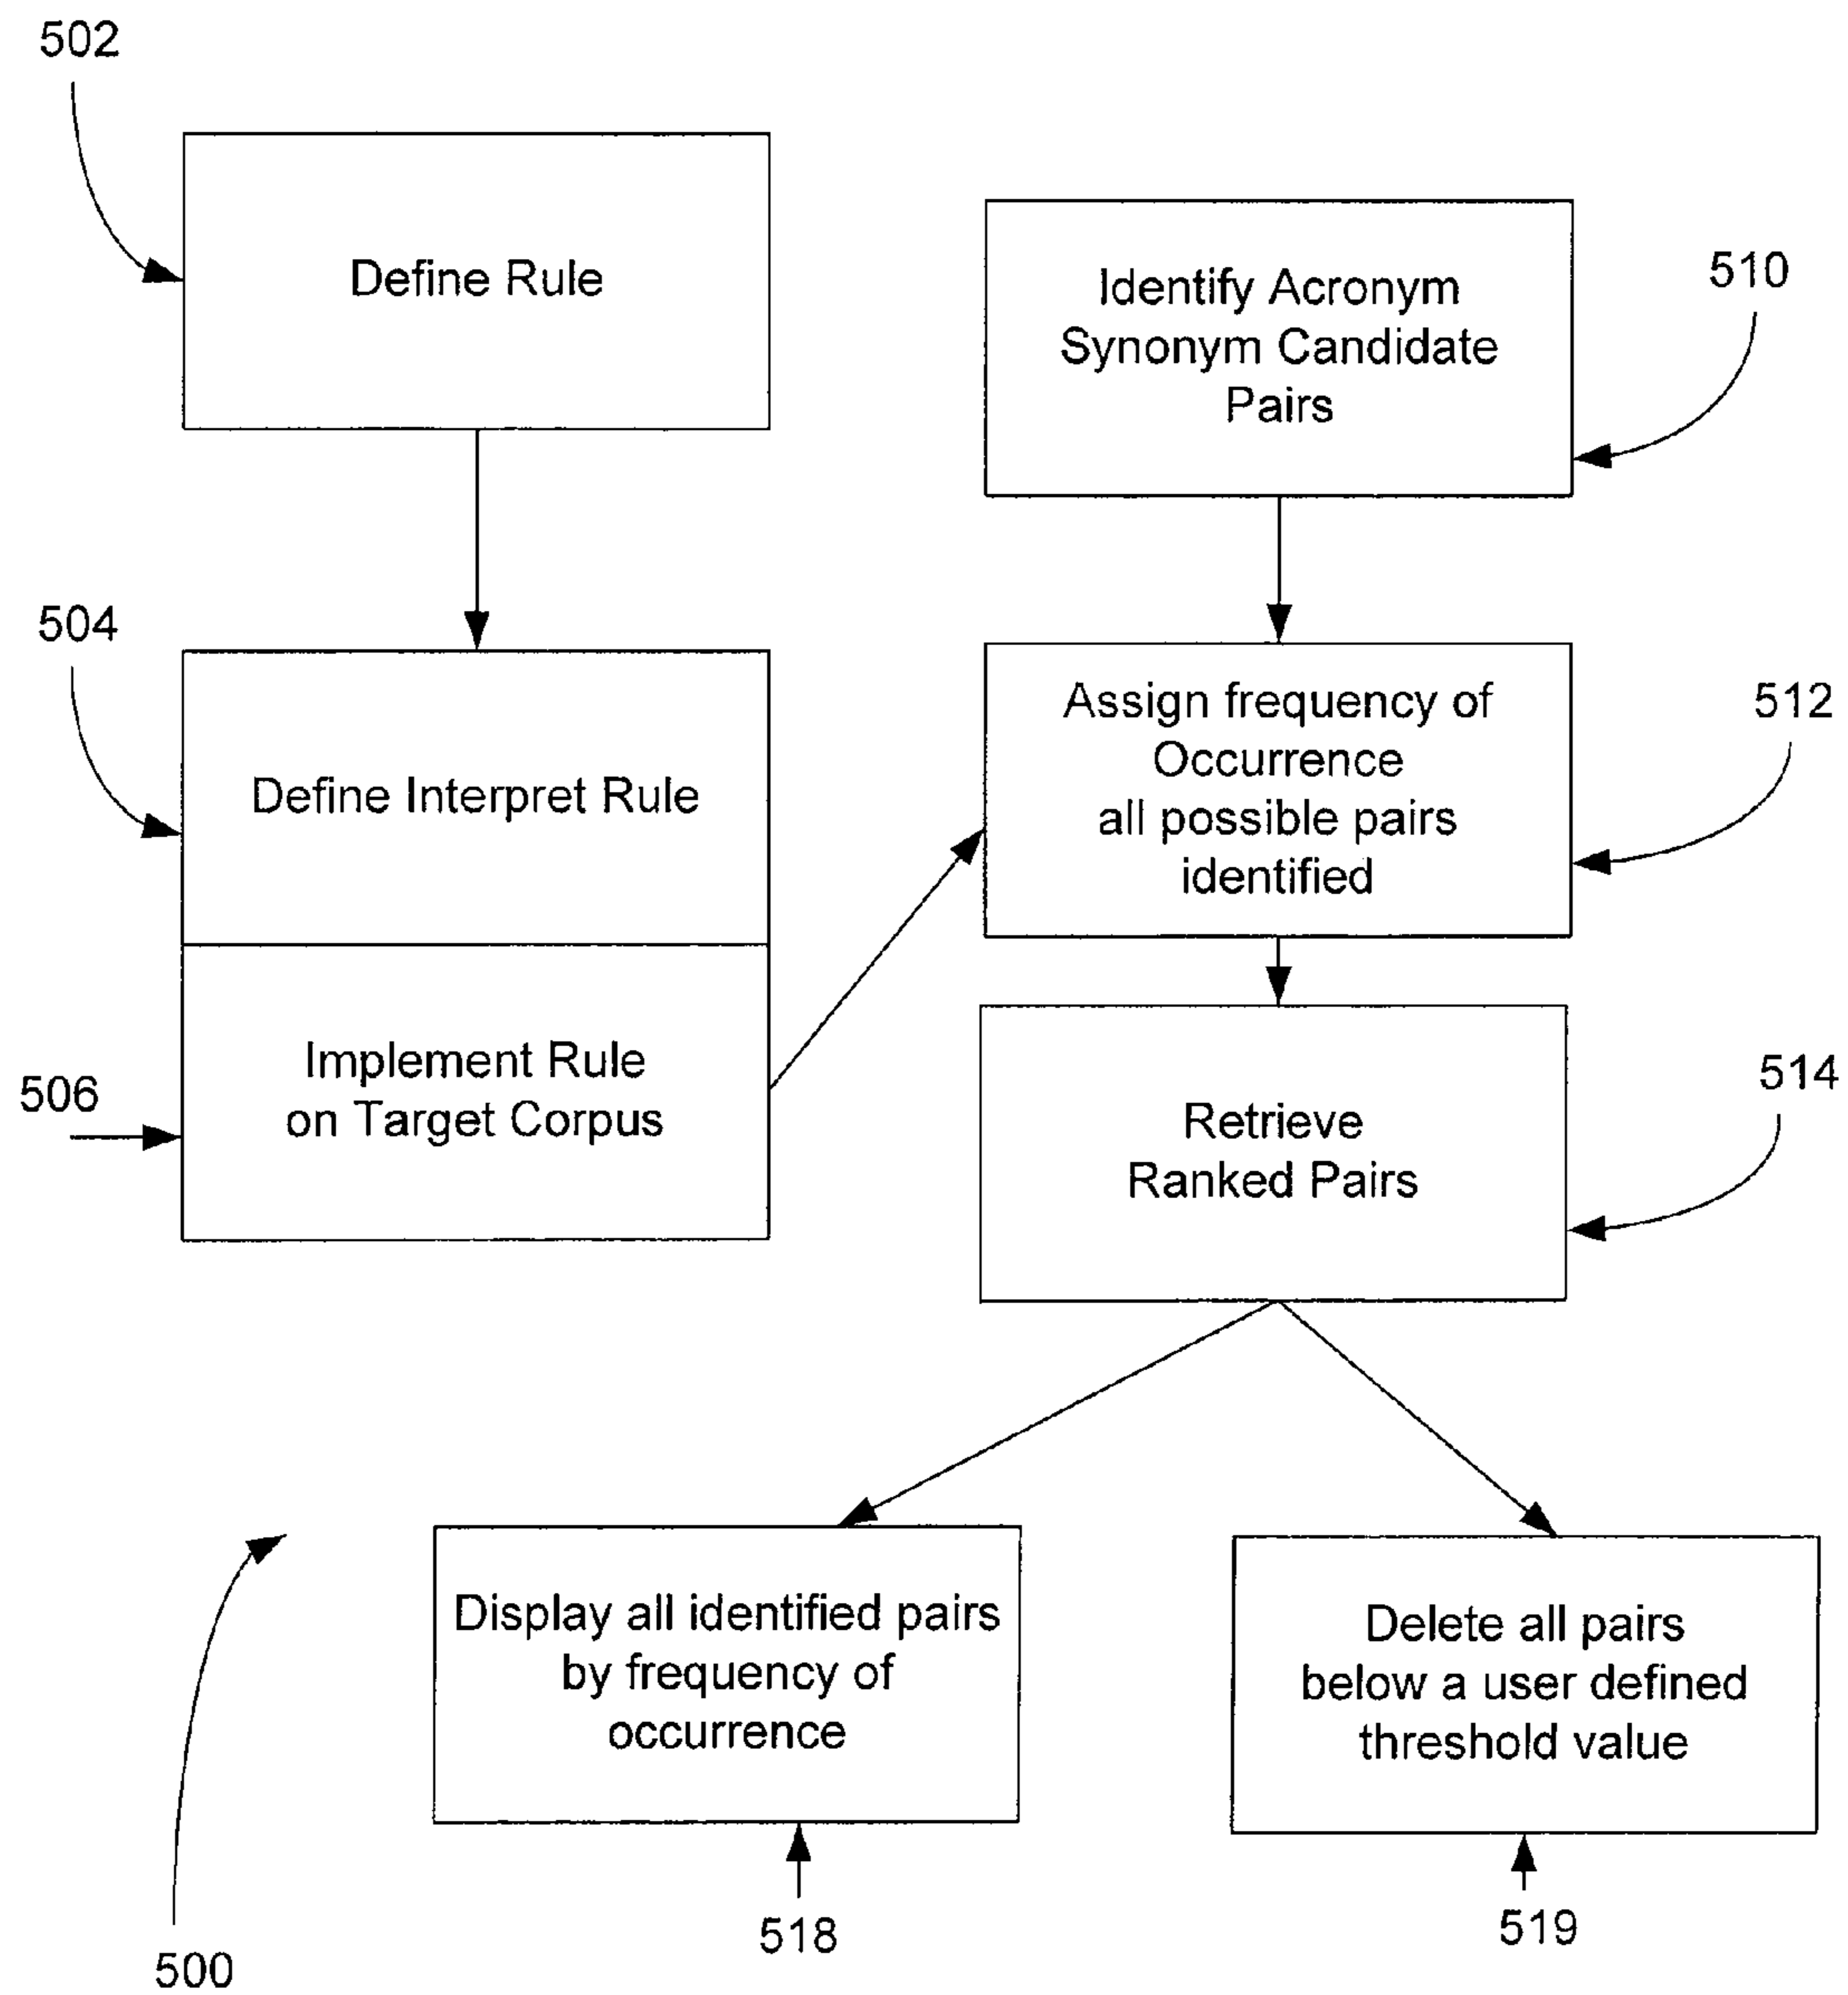 502
Define Rule
504
Define Interpret Rule
506
Implement Rule
on Target Corpus
Identify Acronym
Synonym Candidate
Pairs
510
Assign frequency of
Occurrence
all possible pairs
identified
512
Retrieve
Ranked Pairs
514
Display all identified pairs
by frequency of
occurrence
518
Delete all pairs
below a user defined
threshold value
519
500